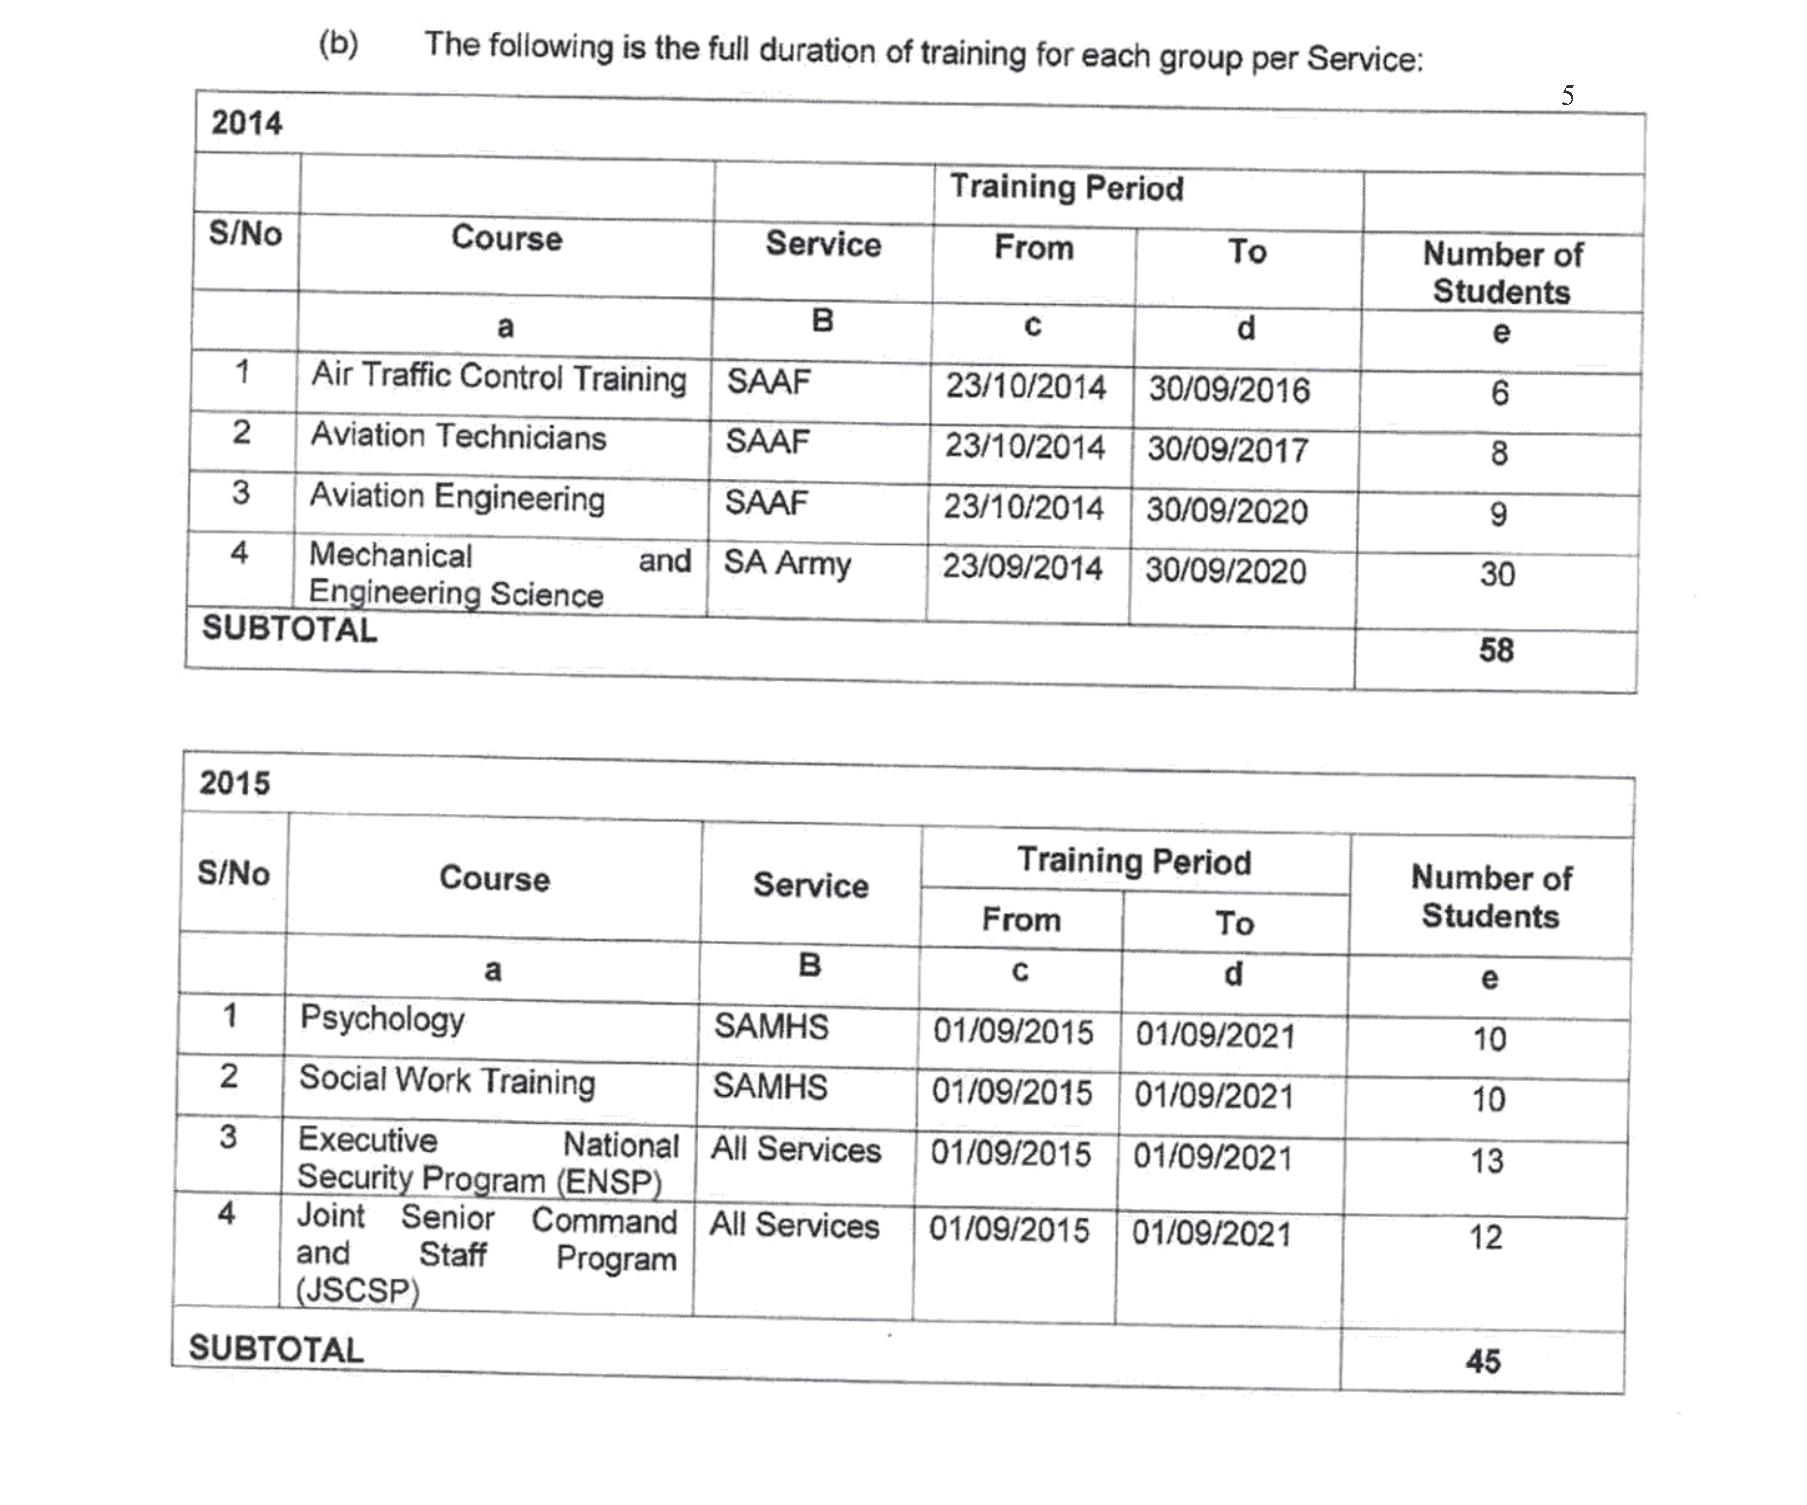 (b) The following is the full duration of training for each group per Service:
5
2014
Training Period
S/No Course Service From To Number of
Students
a B c d e
1 Air Traffic Control Training SAAF 23/10/2014 30/09/2016 6
2 Aviation Technicians SAAF 23/10/2014 30/09/2017 8
3 Aviation Engineering SAAF 23/10/2014 30/09/2020 9
4 Mechanical and SA Army 23/09/2014 30/09/2020 30
Engineering Science
SUBTOTAL 58
2015
Training Period
S/No Course Service Number of
Students
From To
a B c d e
1 Psychology SAMHS 01/09/2015 01/09/2021 10
2 Social Work Training SAMHS 01/09/2015 01/09/2021 10
3 Executive National All Services 01/09/2015 01/09/2021 13
Security Program (ENSP)
4 Joint Senior Command All Services 01/09/2015 01/09/2021 12
and Staff Program
(JSCSP)
SUBTOTAL 45